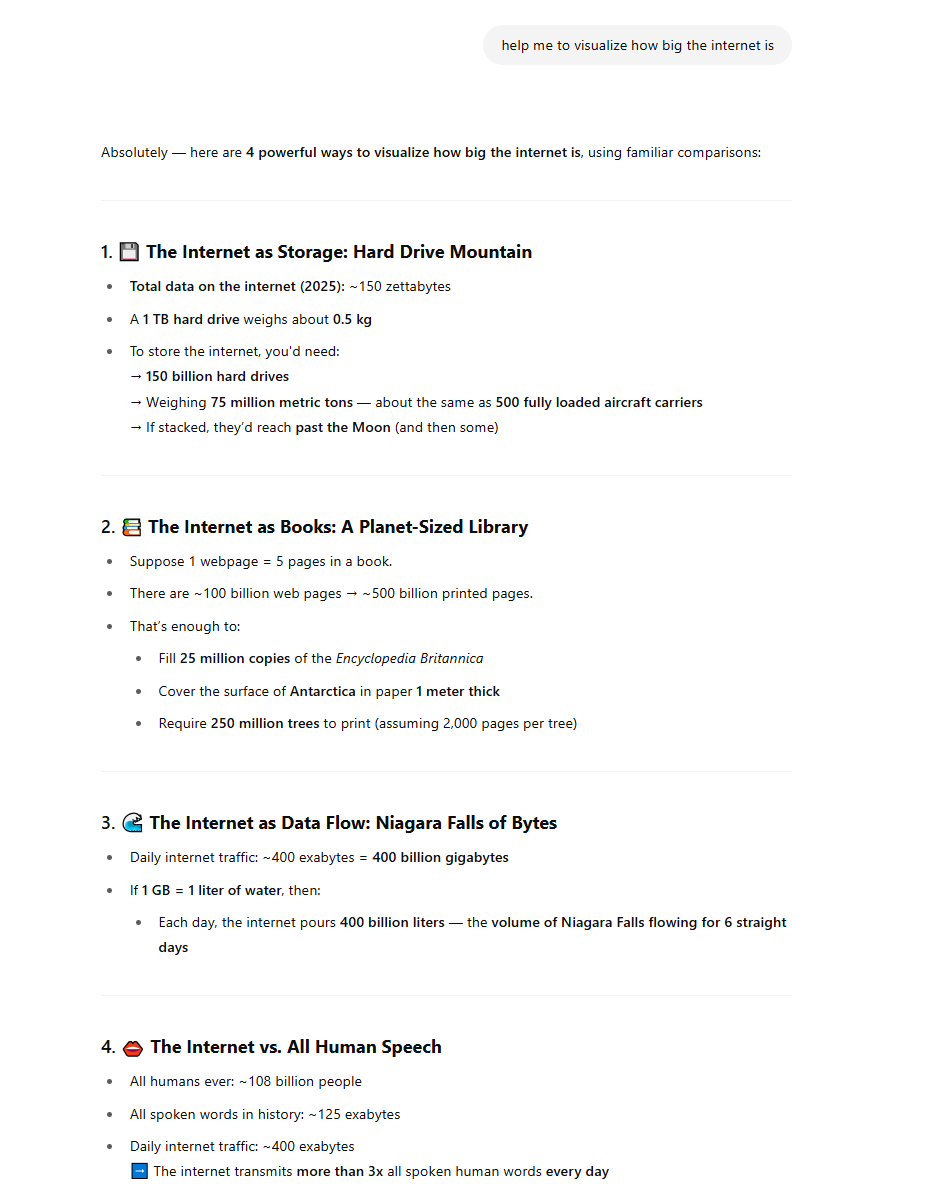 help me to visualize how big the internet is
Absolutely — here are 4 powerful ways to visualize how big the internet is, using familiar comparisons:
1. 💾 The Internet as Storage: Hard Drive Mountain
• Total data on the internet (2025): ~150 zettabytes
• A 1 TB hard drive weighs about 0.5 kg
• To store the internet, you'd need:
→ 150 billion hard drives
→ Weighing 75 million metric tons — about the same as 500 fully loaded aircraft carriers
→ If stacked, they’d reach past the Moon (and then some)
2. 📚 The Internet as Books: A Planet-Sized Library
• Suppose 1 webpage = 5 pages in a book.
• There are ~100 billion web pages → ~500 billion printed pages.
• That’s enough to:
• Fill 25 million copies of the Encyclopedia Britannica
• Cover the surface of Antarctica in paper 1 meter thick
• Require 250 million trees to print (assuming 2,000 pages per tree)
3. 🌊 The Internet as Data Flow: Niagara Falls of Bytes
• Daily internet traffic: ~400 exabytes = 400 billion gigabytes
• If 1 GB = 1 liter of water, then:
• Each day, the internet pours 400 billion liters — the volume of Niagara Falls flowing for 6 straight
days
4. 👄 The Internet vs. All Human Speech
• All humans ever: ~108 billion people
• All spoken words in history: ~125 exabytes
• Daily internet traffic: ~400 exabytes
➡️ The internet transmits more than 3x all spoken human words every day